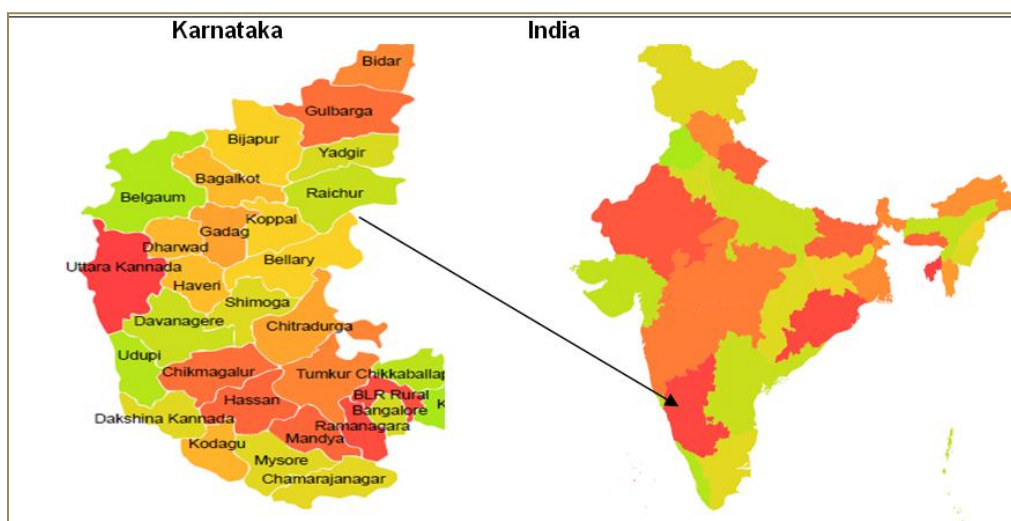 Karnataka
India
Bidar
Gulbarga
Bijapur
Yadgir
Bagalkot
Belgaum
Raichur
Koppal
Gadag
Dharwad
Bellary
Uttara Kannada
Haveri
Shimoga
Davanagere
Chitradurga
Udupi
Chikmagalur
Tumkur
Chikkaballap
BLR Rural
Hassan
Bangalore
K
Dakshina Kannada
Ramanagara
Mandya
Kodagu
Mysore
Chamarajanagar